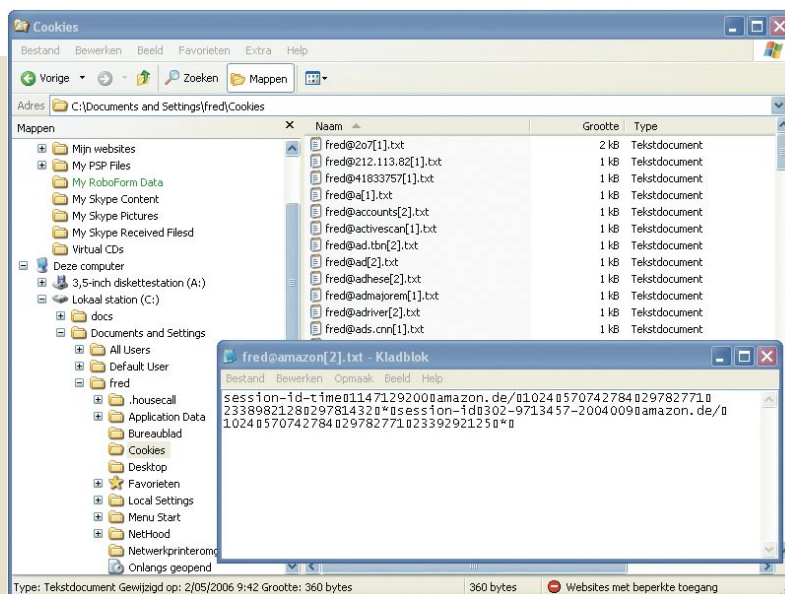 Cookies
Bestand Bewerken Beeld Favorieten Extra Help
Vorige Zoeken Mappen
Adres C:\Documents and Settings\fred\Cookies
Mappen
Mijn websites
My PSP Files
My RoboForm Data
My Skype Content
My Skype Pictures
My Skype Received Filesd
Virtual CDs
Deze computer
3,5-inch diskettestation (A:)
Lokaal station (C:)
docs
Documents and Settings
All Users
Default User
fred
.housecall
Application Data
Bureaublad
Cookies
Desktop
Favorieten
Local Settings
Menu Start
NetHood
Netwerkprinteromg
Onlangs geopend
Naam Grootte Type
fred@2o7[1].txt 2 kB Tekstdocument
fred@212.113.82[1].txt 1 kB Tekstdocument
fred@41833757[1].txt 1 kB Tekstdocument
fred@a[1].txt 1 kB Tekstdocument
fred@accounts[2].txt 1 kB Tekstdocument
fred@activescan[1].txt 1 kB Tekstdocument
fred@ad.tbn[2].txt 1 kB Tekstdocument
fred@ad[2].txt 1 kB Tekstdocument
fred@adhese[2].txt 1 kB Tekstdocument
fred@admajorem[1].txt 1 kB Tekstdocument
fred@adriver[2].txt 1 kB Tekstdocument
fred@ads.cnn[1].txt 1 kB Tekstdocument
fred@amazon[2].txt - Kladblok
Bestand Bewerken Opmaak Beeld Help
session-id-time▯1147129200▯amazon.de/▯1024▯570742784▯29782771▯
2338982128▯29781432▯*▯session-id▯302-9713457-2004009▯amazon.de/▯
1024▯570742784▯29782771▯2339292125▯*▯
Type: Tekstdocument Gewijzigd op: 2/05/2006 9:42 Grootte: 360 bytes 360 bytes Websites met beperkte toegang